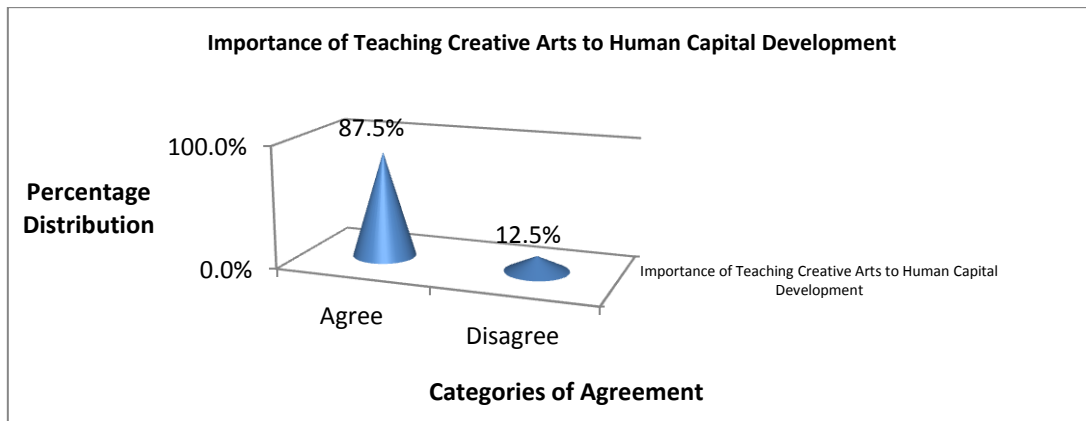 Importance of Teaching Creative Arts to Human Capital Development
87.5%
100.0%
Percentage
Distribution
12.5%
0.0%
Importance of Teaching Creative Arts to Human Capital
Development
Agree
Disagree
Categories of Agreement